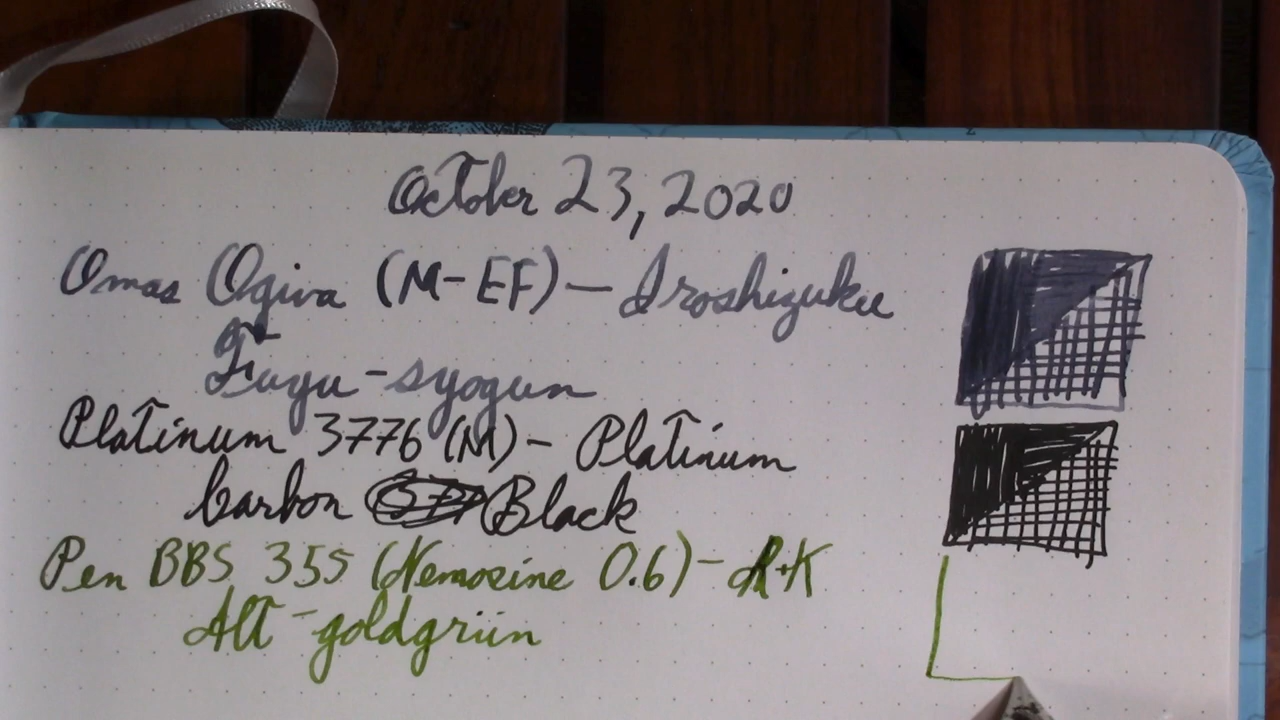 October 23, 2020
Omas Ogiva (M-EF) — Iroshizuku
Fuyu-syogun
Platinum 3776 (M) - Platinum
Carbon Black
Pen BBS 355 (Nemosine 0.6) - R+K
Alt-goldgrün